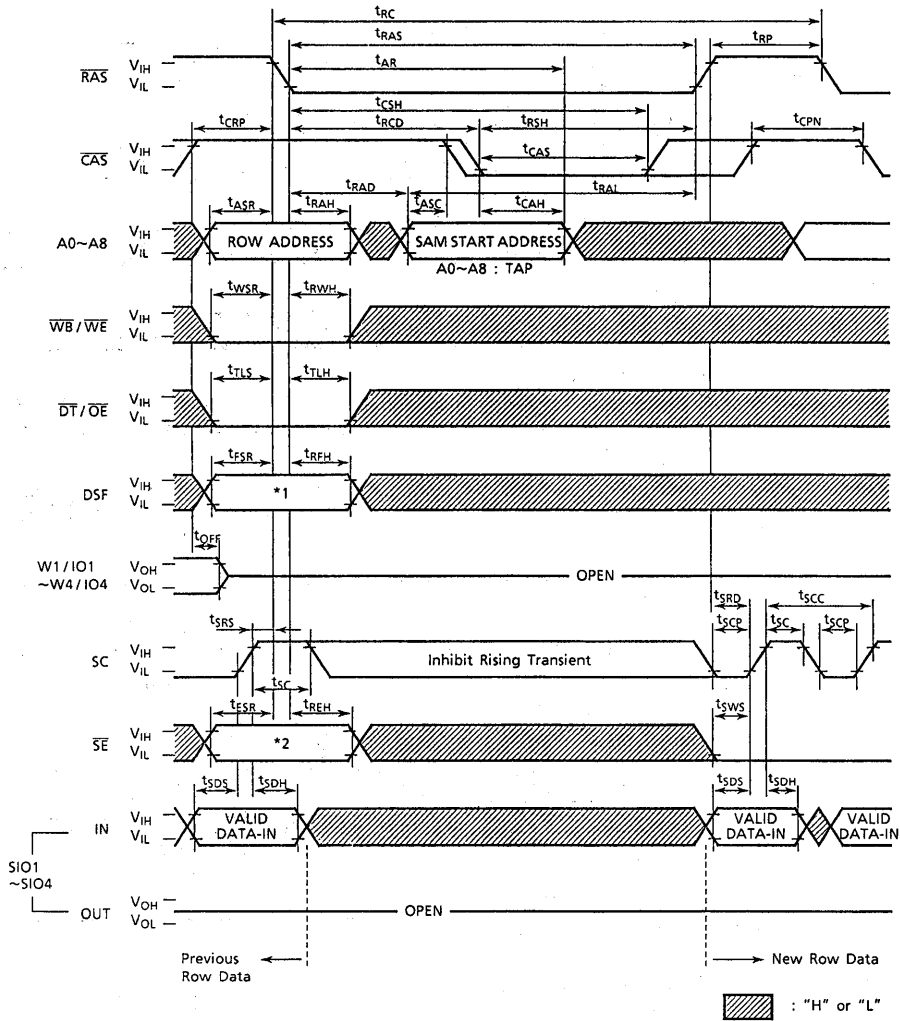 tRC
tRAS tRP
tAR
RAS VIH
VIL
tCSH
tCRP tRCD tRSH tCPN
CAS VIH
VIL
tCAS
tRAD tRAL
tASR tRAH tASC tCAH
A0~A8 VIH
VIL
ROW ADDRESS SAM START ADDRESS
A0~A8 : TAP
tWSR tRWH
WB/WE VIH
VIL
tTLS tTLH
DT/OE VIH
VIL
tFSR tRFH
DSF VIH
VIL
*1
tOFF
W1/IO1
~W4/IO4
VOH
VOL
OPEN
tSRD tSCC
tSRS tSCP tSC tSCP
SC VIH
VIL
Inhibit Rising Transient
tSC
tESR tREH tSWS
SE VIH
VIL
*2
tSDS tSDH tSDS tSDH
IN VIH
VIL
VALID
DATA-IN
VALID
DATA-IN
VALID
DATA-IN
SIO1
~SIO4
OUT VOH
VOL
OPEN
Previous
Row Data
New Row Data
: "H" or "L"